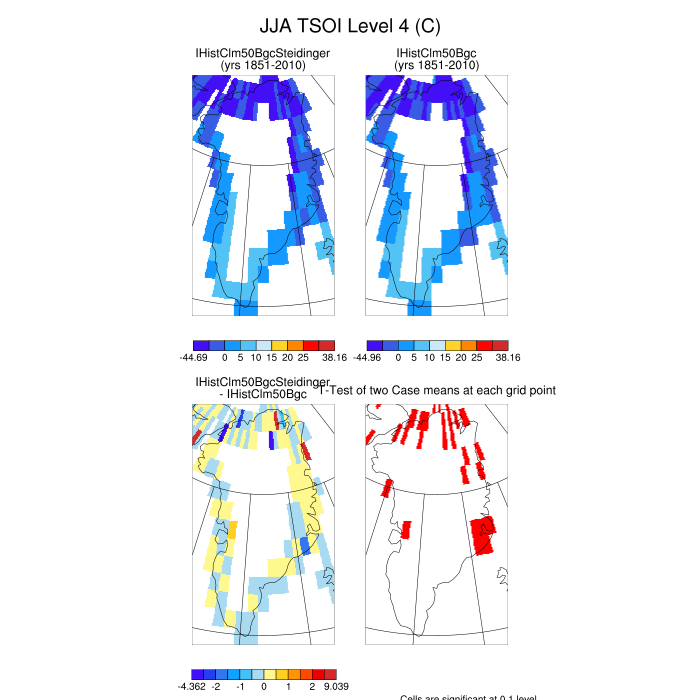 JJA TSOI Level 4 (C)
IHistClm50BgcSteidinger
(yrs 1851-2010)
IHistClm50Bgc
(yrs 1851-2010)
-44.69 0 5 10 15 20 25 38.16
-44.96 0 5 10 15 20 25 38.16
IHistClm50BgcSteidinger
- IHistClm50Bgc
T-Test of two Case means at each grid point
-4.362 -2 -1 0 1 2 9.039
Cells are significant at 0.1 level